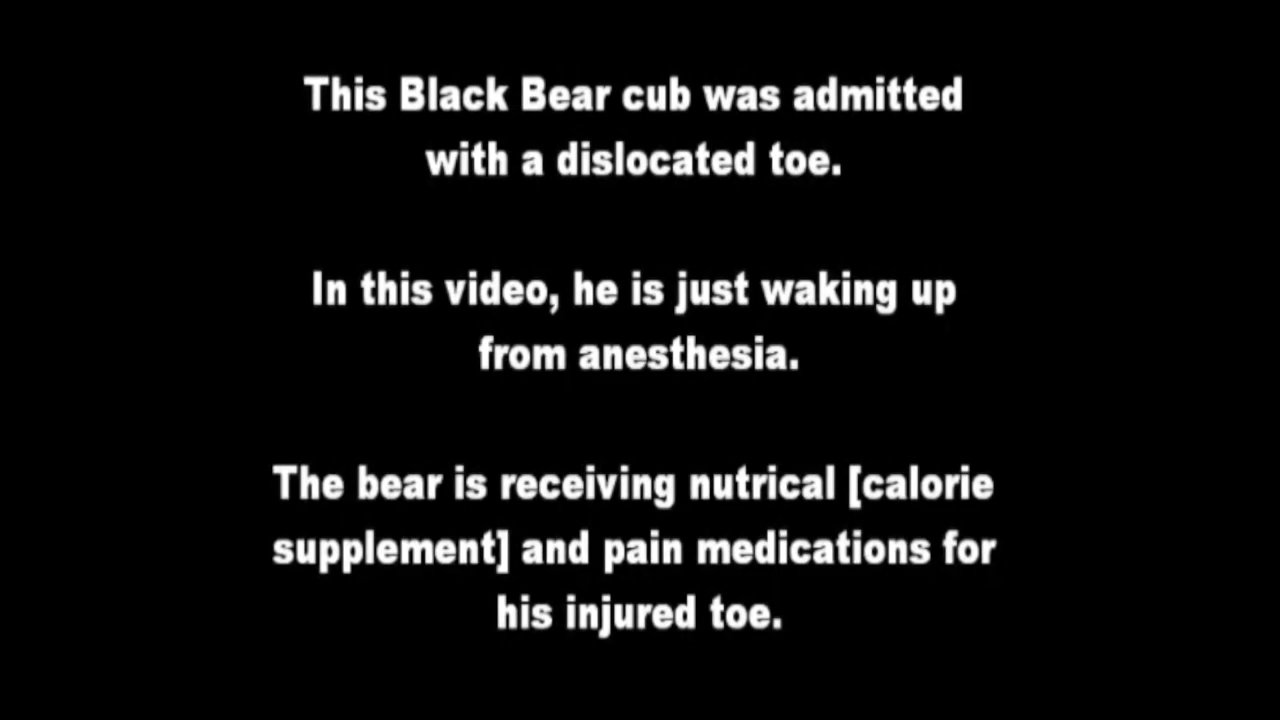 This Black Bear cub was admitted
with a dislocated toe.
In this video, he is just waking up
from anesthesia.
The bear is receiving nutrical [calorie
supplement] and pain medications for
his injured toe.